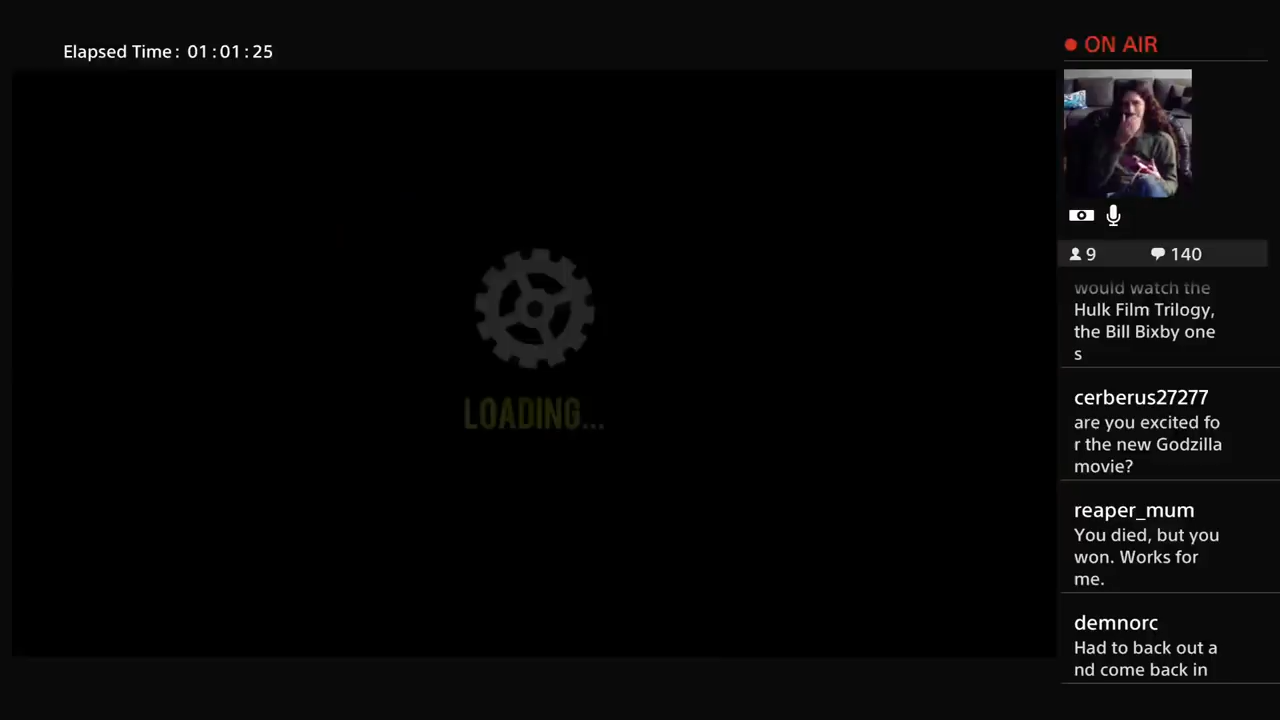 Elapsed Time: 01:01:25
ON AIR
9
140
would watch the
Hulk Film Trilogy,
the Bill Bixby one
s
cerberus27277
are you excited fo
r the new Godzilla
movie?
reaper_mum
You died, but you
won. Works for
me.
demnorc
Had to back out a
nd come back in
LOADING...